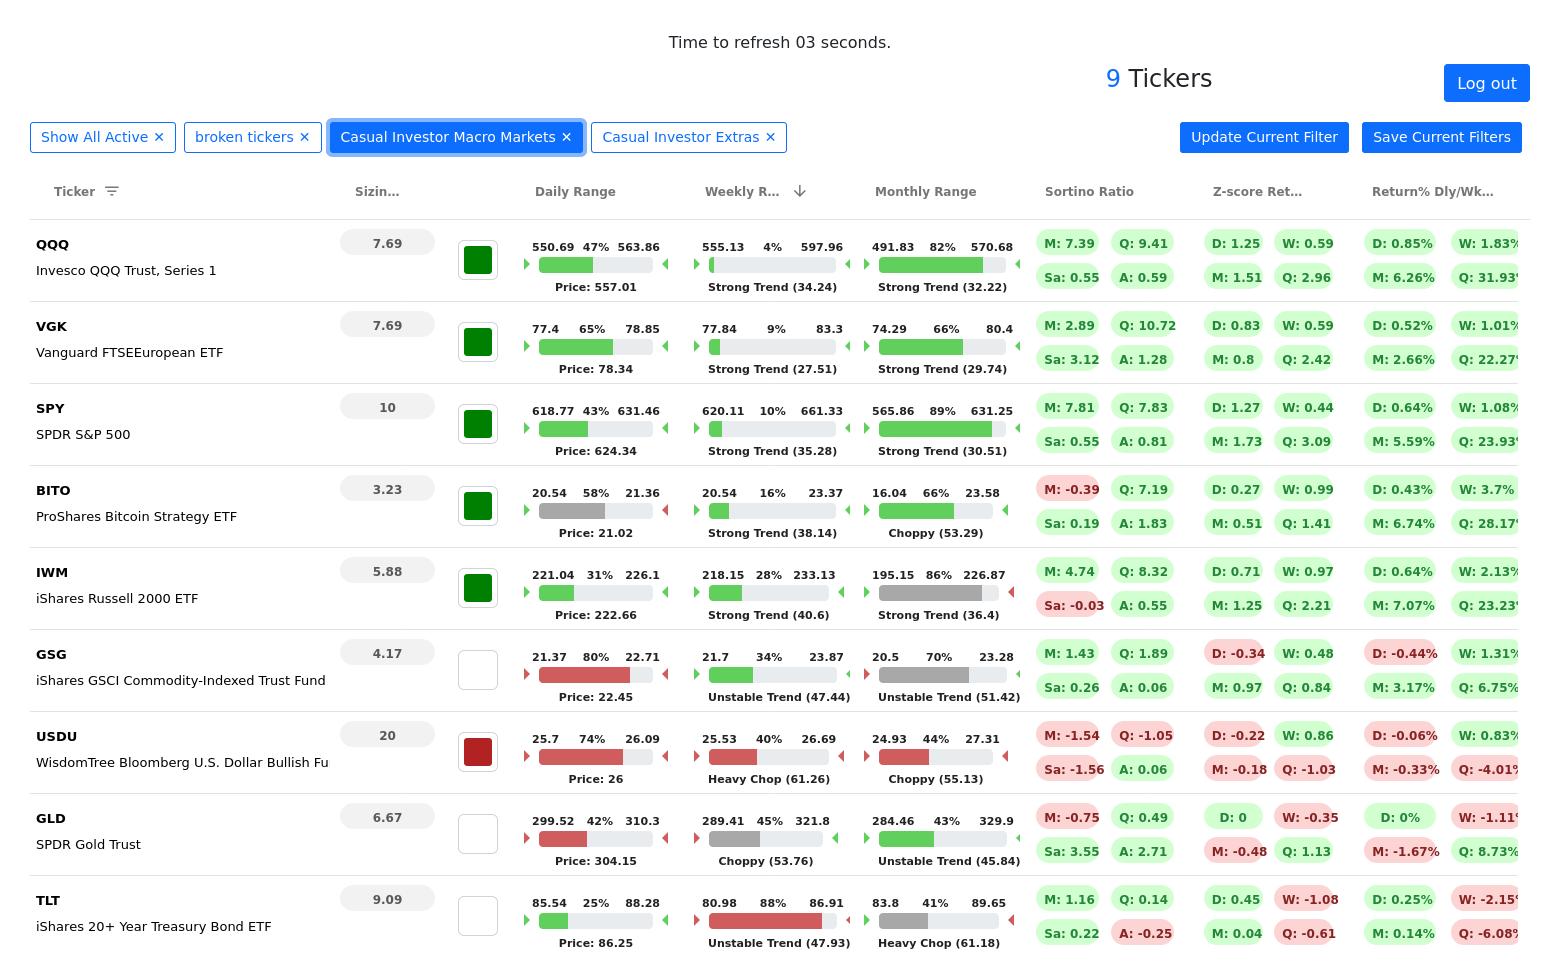 Time to refresh 03 seconds.
9 Tickers
Log out
Show All Active ✕ broken tickers ✕ Casual Investor Macro Markets ✕ Casual Investor Extras ✕ Update Current Filter Save Current Filters
Ticker Sizin… Daily Range Weekly R… Monthly Range Sortino Ratio Z-score Ret… Return% Dly/Wk…
QQQ 7.69 550.69 47% 563.86 555.13 4% 597.96 491.83 82% 570.68 M: 7.39 Q: 9.41 D: 1.25 W: 0.59 D: 0.85% W: 1.83%
Invesco QQQ Trust, Series 1 Sa: 0.55 A: 0.59 M: 1.51 Q: 2.96 M: 6.26% Q: 31.93%
Price: 557.01 Strong Trend (34.24) Strong Trend (32.22)
VGK 7.69 77.4 65% 78.85 77.84 9% 83.3 74.29 66% 80.4 M: 2.89 Q: 10.72 D: 0.83 W: 0.59 D: 0.52% W: 1.01%
Vanguard FTSEEuropean ETF Sa: 3.12 A: 1.28 M: 0.8 Q: 2.42 M: 2.66% Q: 22.27%
Price: 78.34 Strong Trend (27.51) Strong Trend (29.74)
SPY 10 618.77 43% 631.46 620.11 10% 661.33 565.86 89% 631.25 M: 7.81 Q: 7.83 D: 1.27 W: 0.44 D: 0.64% W: 1.08%
SPDR S&P 500 Sa: 0.55 A: 0.81 M: 1.73 Q: 3.09 M: 5.59% Q: 23.93%
Price: 624.34 Strong Trend (35.28) Strong Trend (30.51)
BITO 3.23 20.54 58% 21.36 20.54 16% 23.37 16.04 66% 23.58 M: -0.39 Q: 7.19 D: 0.27 W: 0.99 D: 0.43% W: 3.7%
ProShares Bitcoin Strategy ETF Sa: 0.19 A: 1.83 M: 0.51 Q: 1.41 M: 6.74% Q: 28.17%
Price: 21.02 Strong Trend (38.14) Choppy (53.29)
IWM 5.88 221.04 31% 226.1 218.15 28% 233.13 195.15 86% 226.87 M: 4.74 Q: 8.32 D: 0.71 W: 0.97 D: 0.64% W: 2.13%
iShares Russell 2000 ETF Sa: -0.03 A: 0.55 M: 1.25 Q: 2.21 M: 7.07% Q: 23.23%
Price: 222.66 Strong Trend (40.6) Strong Trend (36.4)
GSG 4.17 21.37 80% 22.71 21.7 34% 23.87 20.5 70% 23.28 M: 1.43 Q: 1.89 D: -0.34 W: 0.48 D: -0.44% W: 1.31%
iShares GSCI Commodity-Indexed Trust Fund Sa: 0.26 A: 0.06 M: 0.97 Q: 0.84 M: 3.17% Q: 6.75%
Price: 22.45 Unstable Trend (47.44) Unstable Trend (51.42)
USDU 20 25.7 74% 26.09 25.53 40% 26.69 24.93 44% 27.31 M: -1.54 Q: -1.05 D: -0.22 W: 0.86 D: -0.06% W: 0.83%
WisdomTree Bloomberg U.S. Dollar Bullish Fu Sa: -1.56 A: 0.06 M: -0.18 Q: -1.03 M: -0.33% Q: -4.01%
Price: 26 Heavy Chop (61.26) Choppy (55.13)
GLD 6.67 299.52 42% 310.3 289.41 45% 321.8 284.46 43% 329.9 M: -0.75 Q: 0.49 D: 0 W: -0.35 D: 0% W: -1.11%
SPDR Gold Trust Sa: 3.55 A: 2.71 M: -0.48 Q: 1.13 M: -1.67% Q: 8.73%
Price: 304.15 Choppy (53.76) Unstable Trend (45.84)
TLT 9.09 85.54 25% 88.28 80.98 88% 86.91 83.8 41% 89.65 M: 1.16 Q: 0.14 D: 0.45 W: -1.08 D: 0.25% W: -2.15%
iShares 20+ Year Treasury Bond ETF Sa: 0.22 A: -0.25 M: 0.04 Q: -0.61 M: 0.14% Q: -6.08%
Price: 86.25 Unstable Trend (47.93) Heavy Chop (61.18)